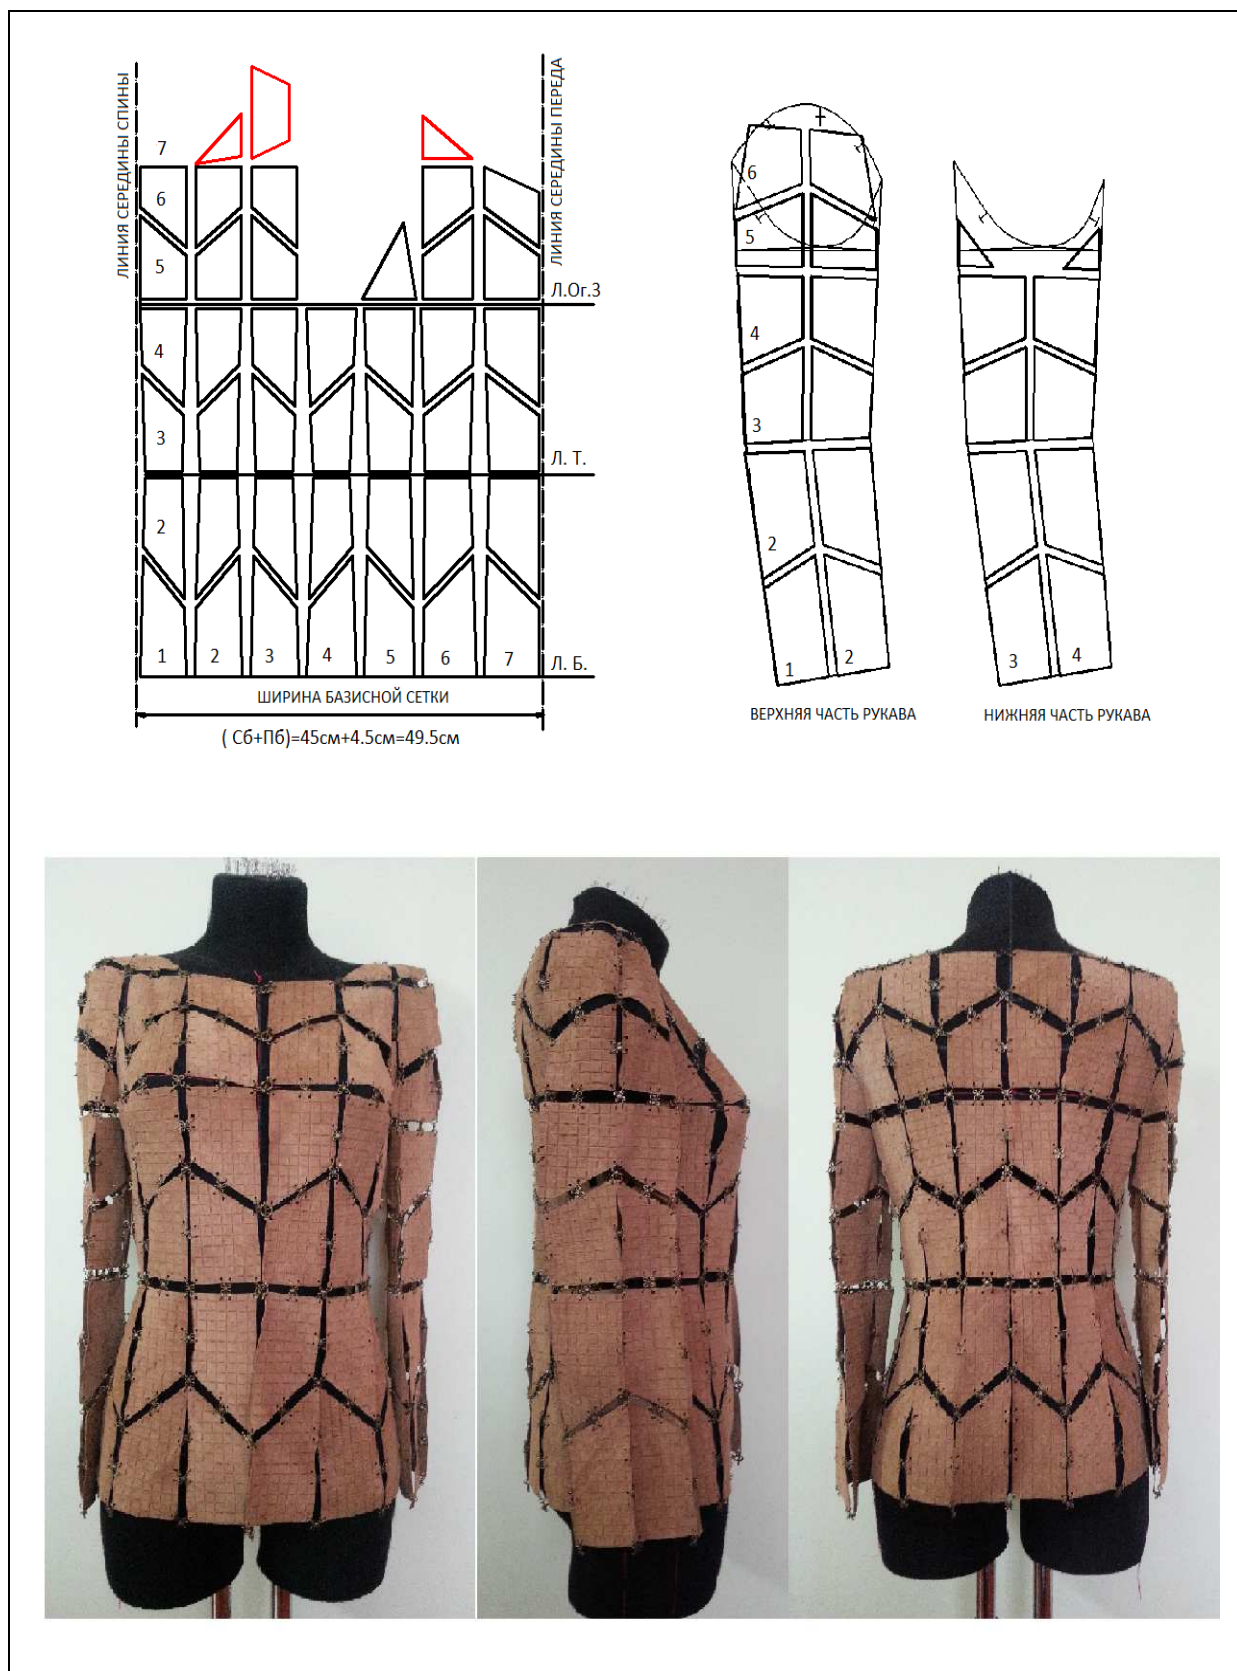 ЛИНИЯ СЕРЕДИНЫ СПИНЫ
ЛИНИЯ СЕРЕДИНЫ ПЕРЕДА
7
6
5
Л.Ог.3
4
3
Л. Т.
2
1 2 3 4 5 6 7
Л. Б.
ШИРИНА БАЗИСНОЙ СЕТКИ
( Сб+Пб)=45см+4.5см=49.5см
6
5
4
3
2
1 2
ВЕРХНЯЯ ЧАСТЬ РУКАВА
3 4
НИЖНЯЯ ЧАСТЬ РУКАВА